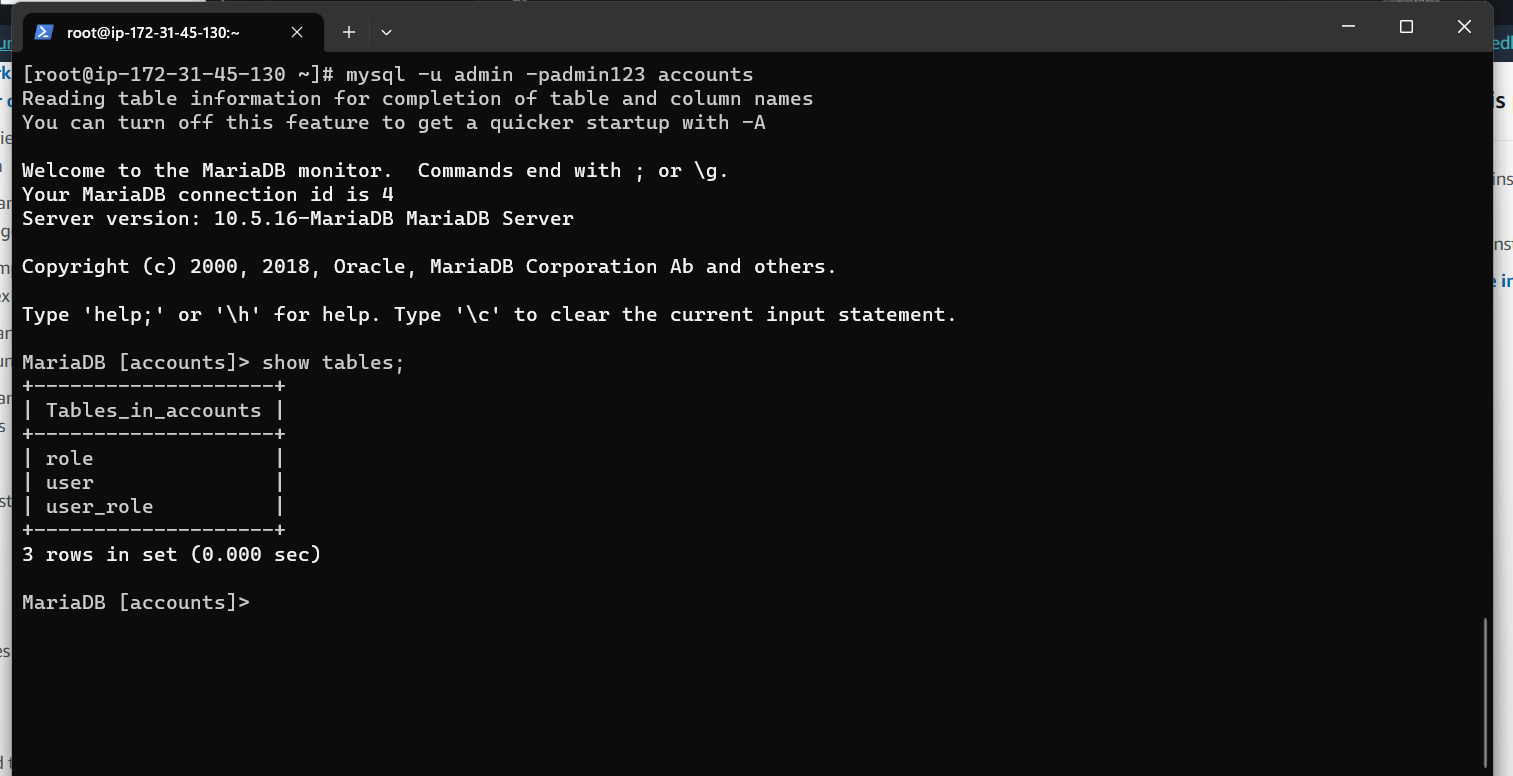 root@ip-172-31-45-130:~
[root@ip-172-31-45-130 ~]# mysql -u admin -padmin123 accounts
Reading table information for completion of table and column names
You can turn off this feature to get a quicker startup with -A
Welcome to the MariaDB monitor.  Commands end with ; or \g.
Your MariaDB connection id is 4
Server version: 10.5.16-MariaDB MariaDB Server
Copyright (c) 2000, 2018, Oracle, MariaDB Corporation Ab and others.
Type 'help;' or '\h' for help. Type '\c' to clear the current input statement.
MariaDB [accounts]> show tables;
+--------------------+
| Tables_in_accounts |
+--------------------+
| role               |
| user               |
| user_role          |
+--------------------+
3 rows in set (0.000 sec)
MariaDB [accounts]>